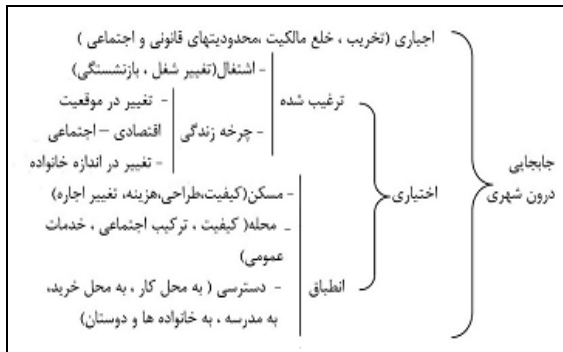 اجباری (تخریب ، خلع مالکیت ،محدودیتهای قانونی و اجتماعی )
- اشتغال(تغییر شغل ، بازنشستگی)
ترغیب شده
- تغییر در موقعیت
- چرخه زندگی
اقتصادی – اجتماعی
- تغییر در اندازه خانواده
جابجایی
درون شهری
اختیاری
- مسکن(کیفیت،طراحی،هزینه، تغییر اجاره)
- محله( کیفیت ، ترکیب اجتماعی ، خدمات
عمومی)
انطباق
- دسترسی ( به محل کار ، به محل خرید،
به مدرسه ، به خانواده ها و دوستان)